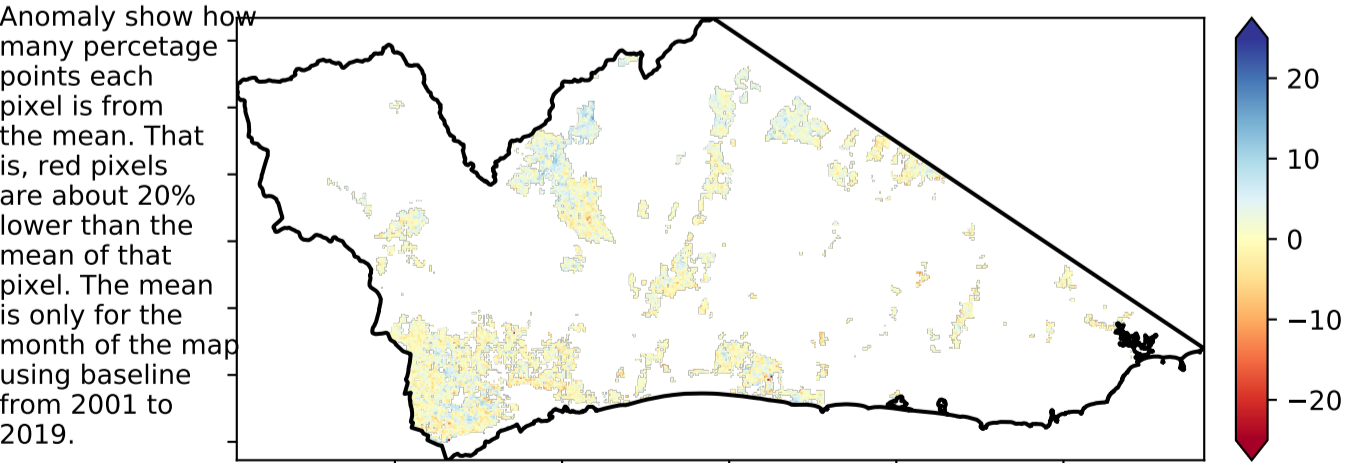 Anomaly show how
many percetage
points each
pixel is from
the mean. That
is, red pixels
are about 20%
lower than the
mean of that
pixel. The mean
is only for the
month of the map
using baseline
from 2001 to
2019.
20
10
0
−10
−20